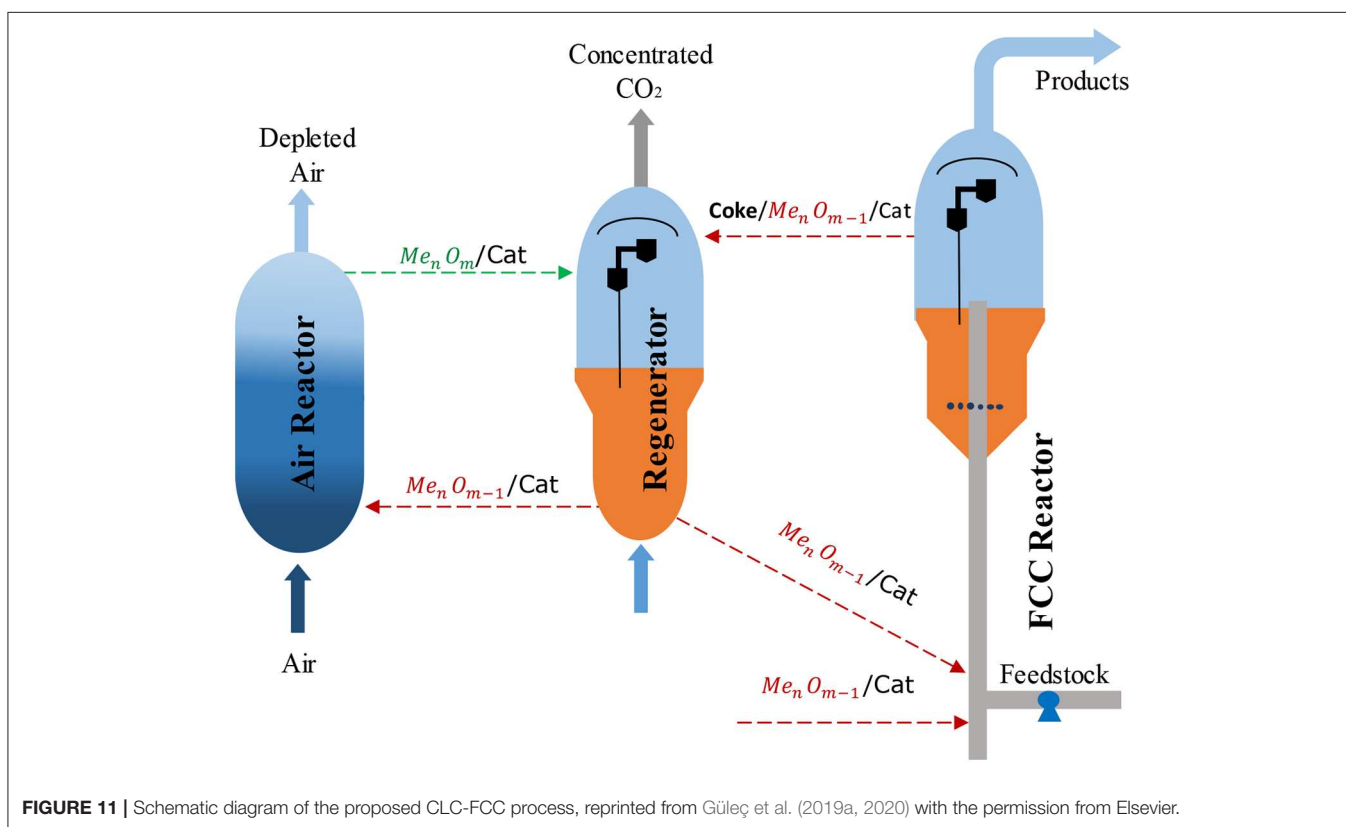 Concentrated
CO₂
Products
Depleted
Air
Coke/MeₙOₘ₋₁/Cat
MeₙOₘ/Cat
Air Reactor
Regenerator
FCC Reactor
MeₙOₘ₋₁/Cat
MeₙOₘ₋₁/Cat
Air
Feedstock
MeₙOₘ₋₁/Cat
FIGURE 11 | Schematic diagram of the proposed CLC-FCC process, reprinted from Güleç et al. (2019a, 2020) with the permission from Elsevier.